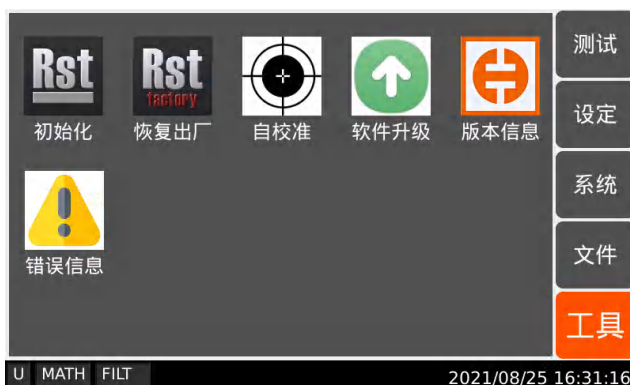 Rst
Rst
factory
初始化
恢复出厂
自校准
软件升级
版本信息
错误信息
测试
设定
系统
文件
工具
U MATH FILT
2021/08/25 16:31:16